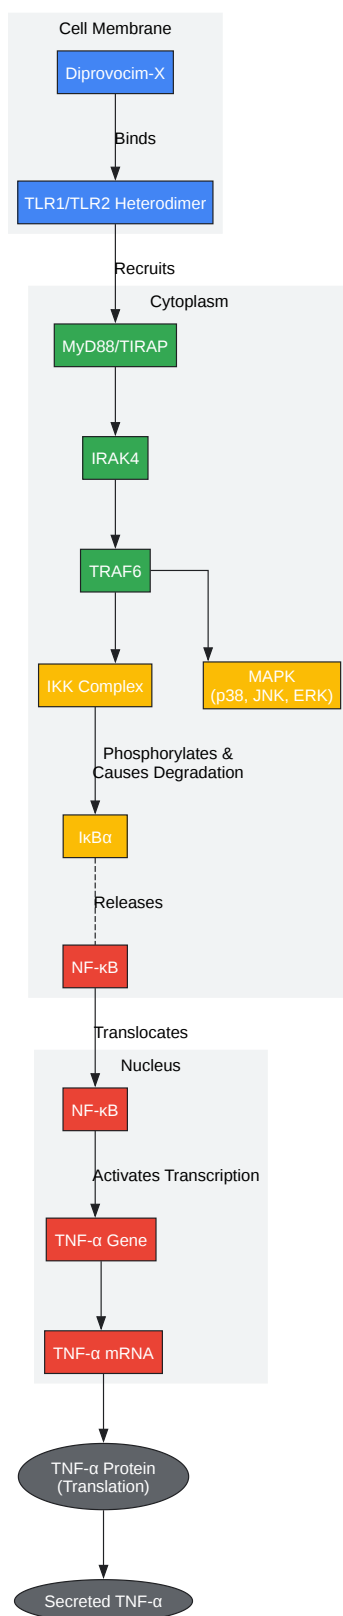 Cell Membrane
Diprovocim-X
Binds
TLR1/TLR2 Heterodimer
Recruits
Cytoplasm
MyD88/TIRAP
IRAK4
TRAF6
IKK Complex
MAPK
(p38, JNK, ERK)
Phosphorylates &
Causes Degradation
IκBα
Releases
NF-κB
Translocates
Nucleus
NF-κB
Activates Transcription
TNF-α Gene
TNF-α mRNA
TNF-α Protein
(Translation)
Secreted TNF-α